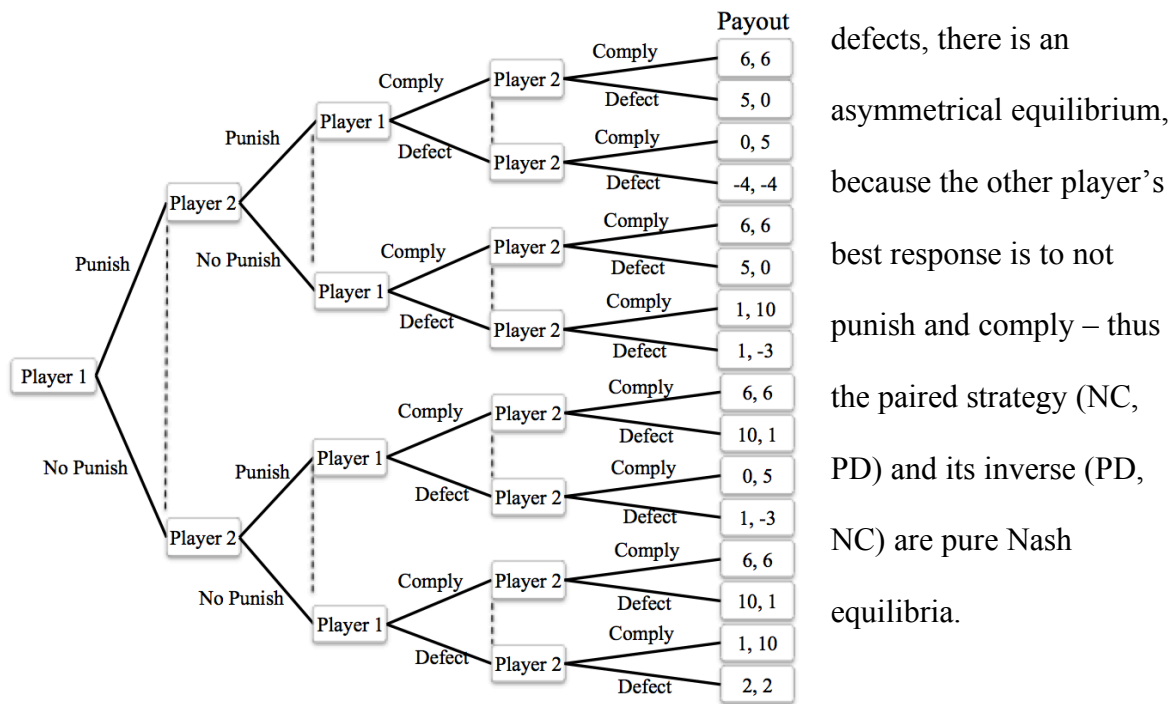 Payout
Player 1
Punish
No Punish
Player 2
Player 2
Punish
No Punish
Punish
No Punish
Player 1
Player 1
Player 1
Player 1
Comply
Defect
Comply
Defect
Comply
Defect
Comply
Defect
Player 2
Player 2
Player 2
Player 2
Player 2
Player 2
Player 2
Player 2
Comply
Defect
Comply
Defect
Comply
Defect
Comply
Defect
Comply
Defect
Comply
Defect
Comply
Defect
Comply
Defect
6, 6
5, 0
0, 5
-4, -4
6, 6
5, 0
1, 10
1, -3
6, 6
10, 1
0, 5
1, -3
6, 6
10, 1
1, 10
2, 2
defects, there is an
asymmetrical equilibrium,
because the other player’s
best response is to not
punish and comply – thus
the paired strategy (NC,
PD) and its inverse (PD,
NC) are pure Nash
equilibria.